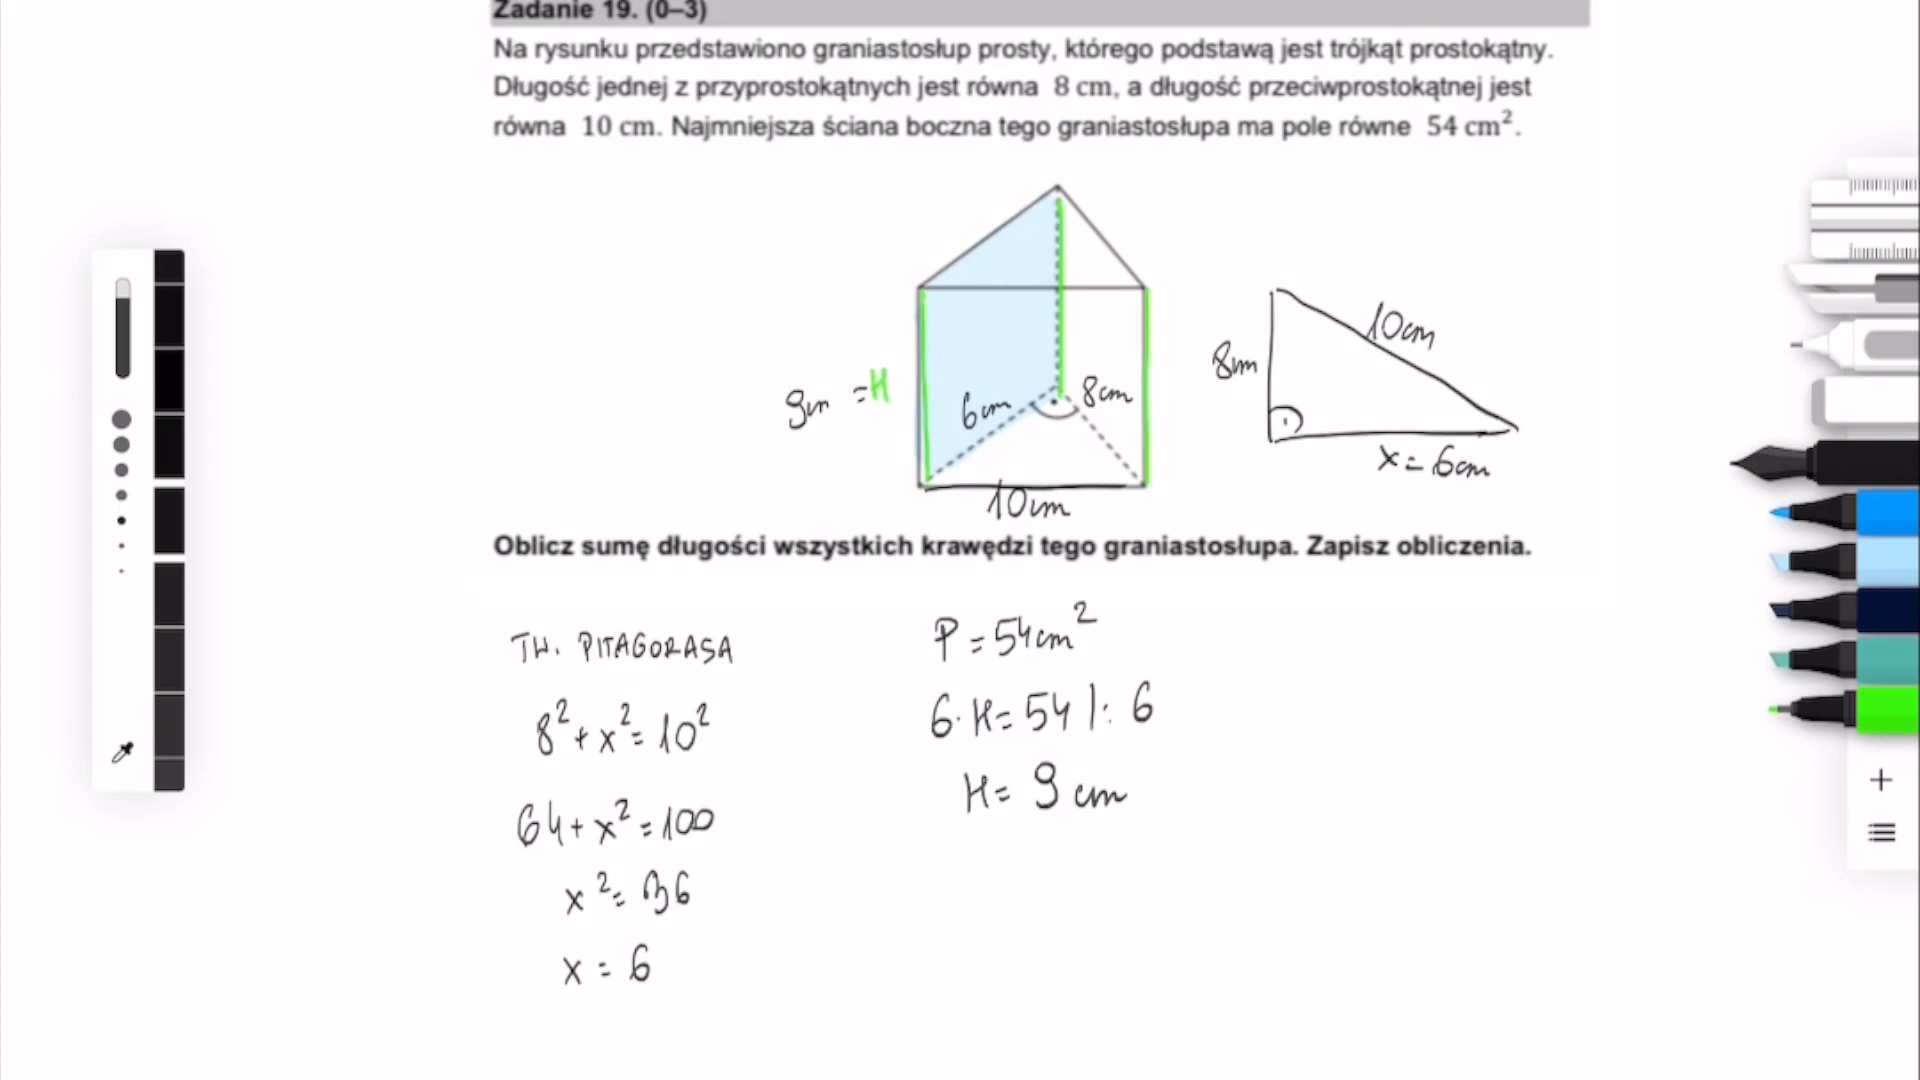 Zadanie 19. (0–3)
Na rysunku przedstawiono graniastosłup prosty, którego podstawą jest trójkąt prostokątny.
Długość jednej z przyprostokątnych jest równa 8 cm, a długość przeciwprostokątnej jest
równa 10 cm. Najmniejsza ściana boczna tego graniastosłupa ma pole równe 54 cm².
9cm = H
6cm
8cm
10cm
8cm
10cm
x = 6cm
Oblicz sumę długości wszystkich krawędzi tego graniastosłupa. Zapisz obliczenia.
TW. PITAGORASA
8² + x² = 10²
64 + x² = 100
x² = 36
x = 6
P = 54cm²
6 · H = 54 |: 6
H = 9 cm